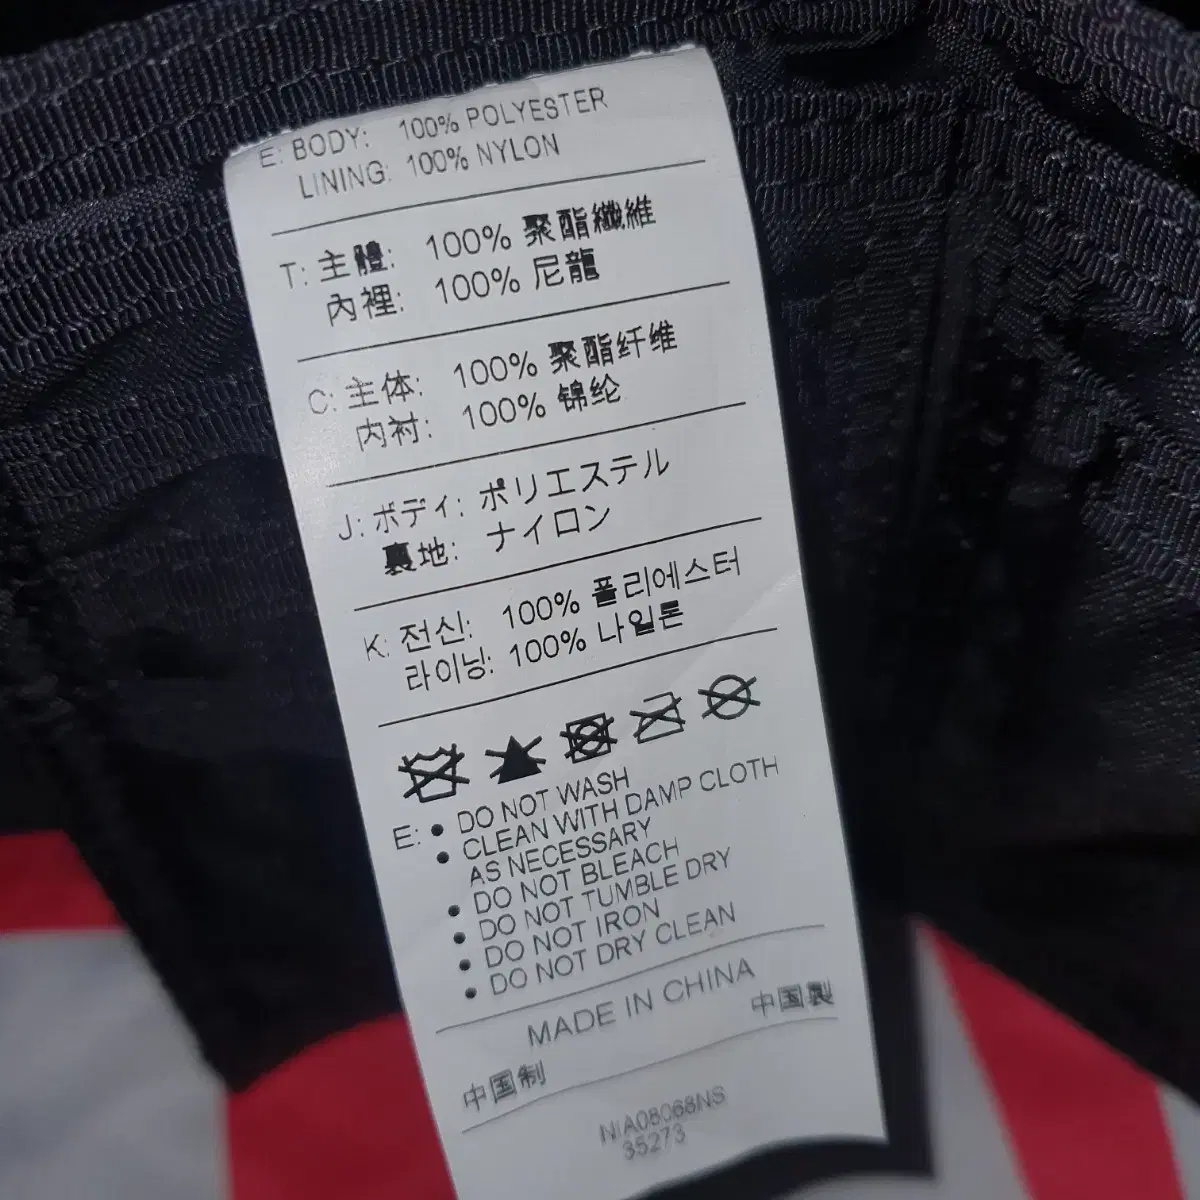 E: BODY: 100% POLYESTER
LINING: 100% NYLON
T: 主體: 100% 聚酯纖維
內裡: 100% 尼龍
C: 主体: 100% 聚酯纤维
内衬: 100% 锦纶
J: ボディ: ポリエステル
裏地: ナイロン
K: 전신: 100% 폴리에스터
라이닝: 100% 나일론
E: • DO NOT WASH
• CLEAN WITH DAMP CLOTH
AS NECESSARY
• DO NOT BLEACH
• DO NOT TUMBLE DRY
• DO NOT IRON
• DO NOT DRY CLEAN
MADE IN CHINA
中国制 中国製
NIA08068NS
35273